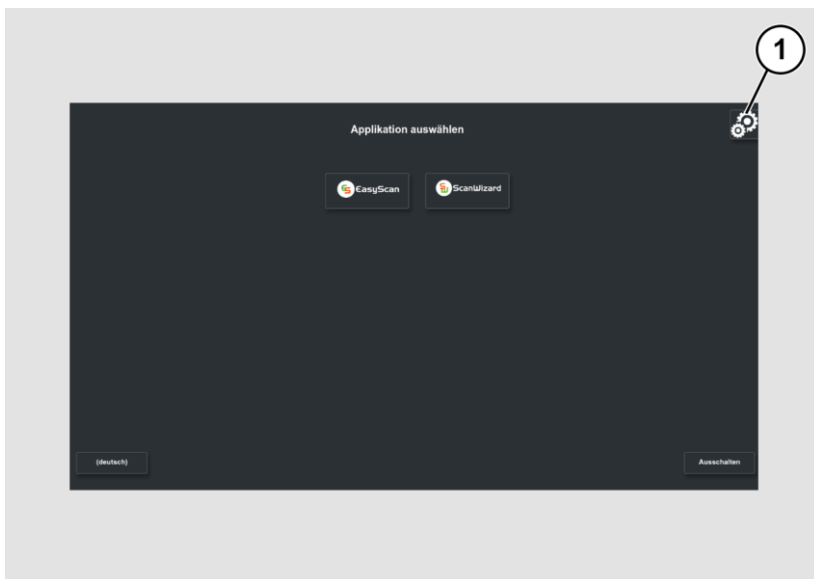 1
Applikation auswählen
EasyScan
ScanWizard
(deutsch)
Ausschalten